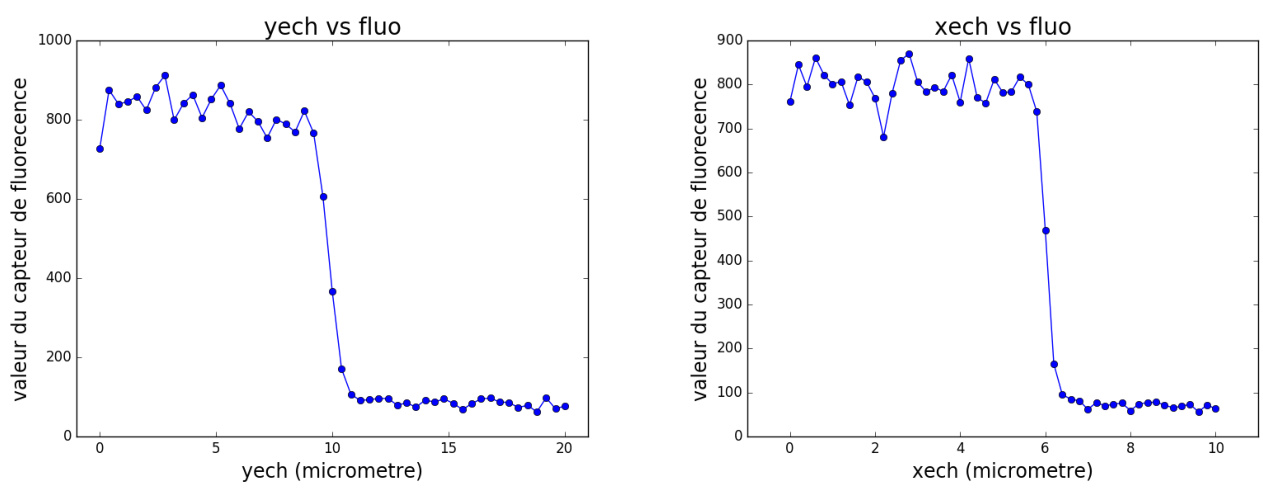 yech vs fluo
valeur du capteur de fluorecence
1000
800
600
400
200
0
0 5 10 15 20
yech (micrometre)
xech vs fluo
valeur du capteur de fluorecence
900
800
700
600
500
400
300
200
100
0
0 2 4 6 8 10
xech (micrometre)